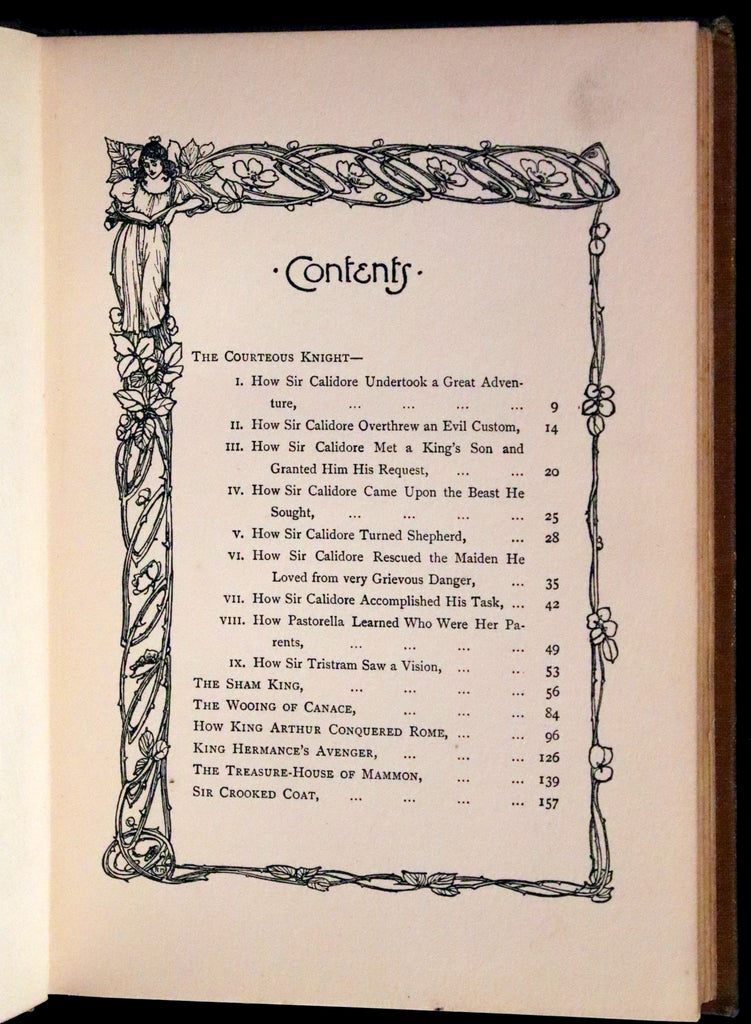 · Contents ·
THE COURTEOUS KNIGHT—
I. How Sir Calidore Undertook a Great Adven-
ture, ... ... ... ... 9
II. How Sir Calidore Overthrew an Evil Custom, 14
III. How Sir Calidore Met a King's Son and
Granted Him His Request, ... ... 20
IV. How Sir Calidore Came Upon the Beast He
Sought, ... ... ... ... 25
V. How Sir Calidore Turned Shepherd, ... 28
VI. How Sir Calidore Rescued the Maiden He
Loved from very Grievous Danger, ... 35
VII. How Sir Calidore Accomplished His Task, ... 42
VIII. How Pastorella Learned Who Were Her Pa-
rents, ... ... ... ... 49
IX. How Sir Tristram Saw a Vision, ... ... 53
THE SHAM KING, ... ... ... ... 56
THE WOOING OF CANACE, ... ... ... 84
HOW KING ARTHUR CONQUERED ROME, ... ... 96
KING HERMANCE'S AVENGER, ... ... ... 126
THE TREASURE-HOUSE OF MAMMON, ... ... 139
SIR CROOKED COAT, ... ... ... ... 157